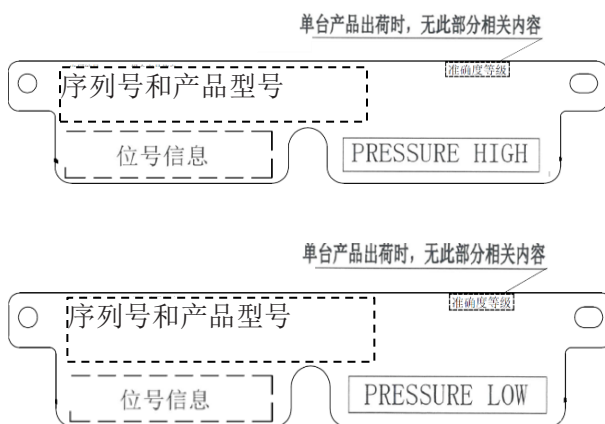 单台产品出荷时，无此部分相关内容
准确度等级
序列号和产品型号
位号信息
PRESSURE HIGH
单台产品出荷时，无此部分相关内容
准确度等级
序列号和产品型号
位号信息
PRESSURE LOW